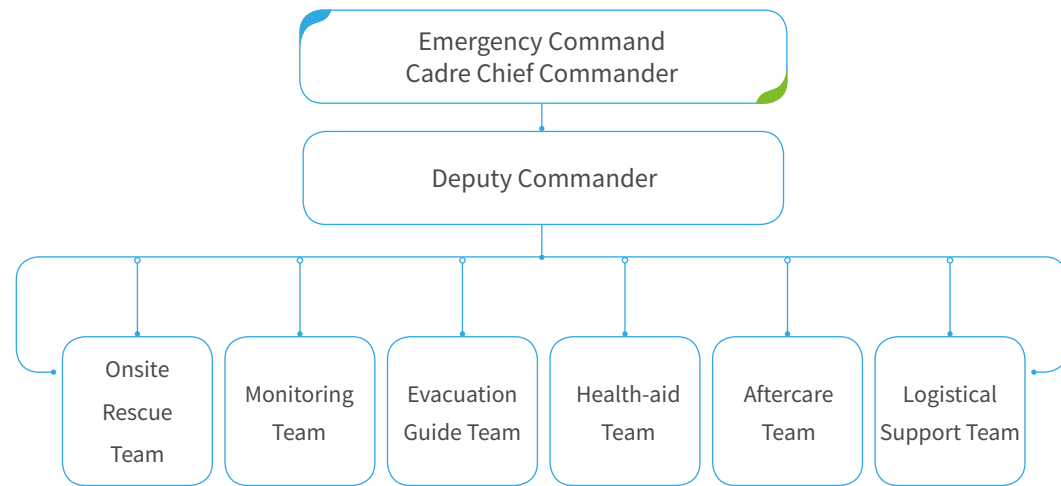 Emergency Command
Cadre Chief Commander
Deputy Commander
Onsite
Rescue
Team
Monitoring
Team
Evacuation
Guide Team
Health-aid
Team
Aftercare
Team
Logistical
Support Team